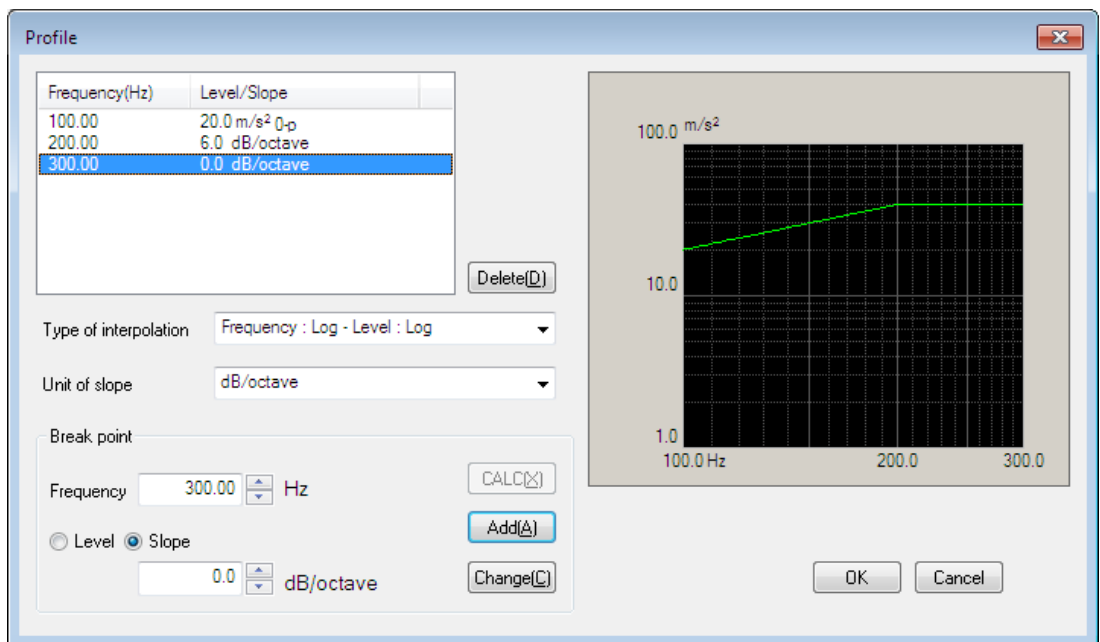 Profile
Frequency(Hz) Level/Slope
100.00 20.0 m/s² 0-p
200.00 6.0 dB/octave
300.00 0.0 dB/octave
Delete(D)
Type of interpolation Frequency : Log - Level : Log
Unit of slope dB/octave
Break point
Frequency 300.00 Hz
Level Slope
0.0 dB/octave
CALC(X)
Add(A)
Change(C)
100.0 m/s²
10.0
1.0
100.0 Hz 200.0 300.0
OK Cancel